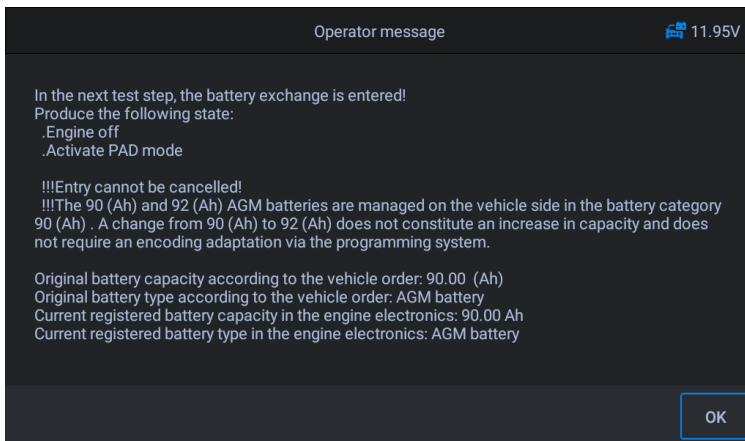 Operator message
11.95V
In the next test step, the battery exchange is entered!
Produce the following state:
.Engine off
.Activate PAD mode
!!!Entry cannot be cancelled!
!!!The 90 (Ah) and 92 (Ah) AGM batteries are managed on the vehicle side in the battery category
90 (Ah) . A change from 90 (Ah) to 92 (Ah) does not constitute an increase in capacity and does
not require an encoding adaptation via the programming system.
Original battery capacity according to the vehicle order: 90.00 (Ah)
Original battery type according to the vehicle order: AGM battery
Current registered battery capacity in the engine electronics: 90.00 Ah
Current registered battery type in the engine electronics: AGM battery
OK